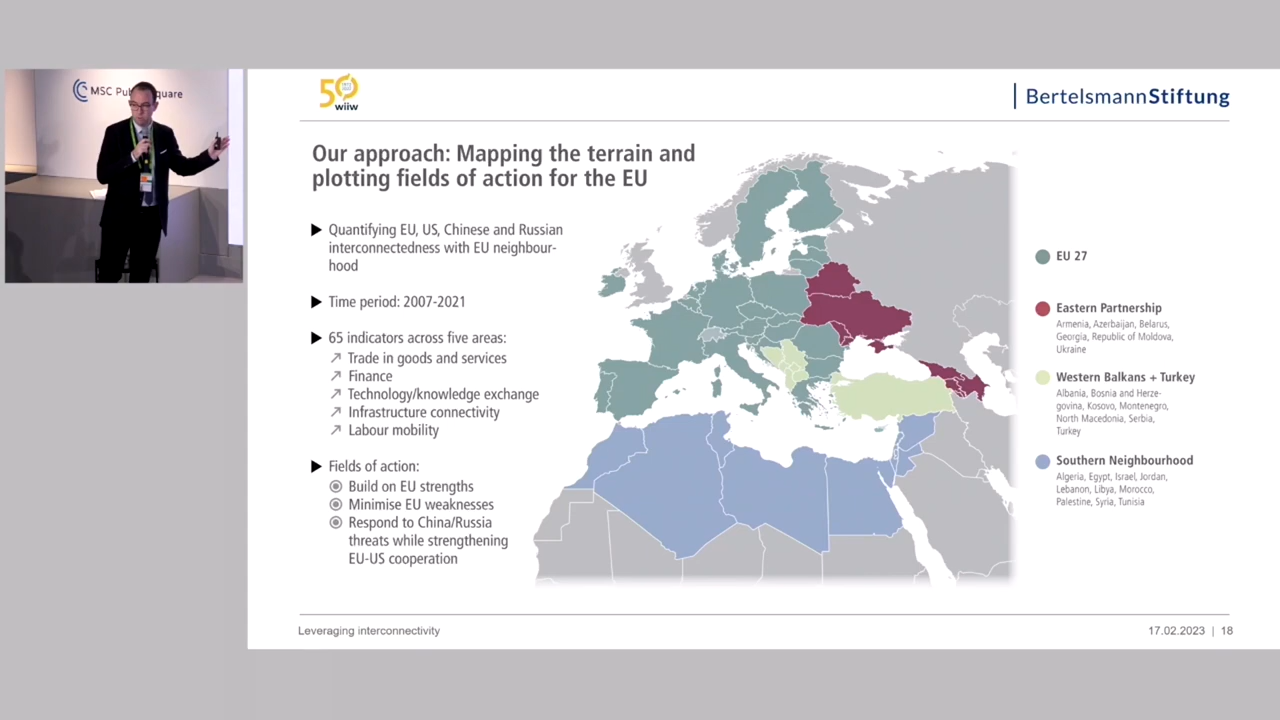 MSC Pub quare
50
wiiw
BertelsmannStiftung
Our approach: Mapping the terrain and
plotting fields of action for the EU
Quantifying EU, US, Chinese and Russian
interconnectedness with EU neighbour-
hood
Time period: 2007-2021
65 indicators across five areas:
Trade in goods and services
Finance
Technology/knowledge exchange
Infrastructure connectivity
Labour mobility
Fields of action:
Build on EU strengths
Minimise EU weaknesses
Respond to China/Russia
threats while strengthening
EU-US cooperation
EU 27
Eastern Partnership
Armenia, Azerbaijan, Belarus,
Georgia, Republic of Moldova,
Ukraine
Western Balkans + Turkey
Albania, Bosnia and Herze-
govina, Kosovo, Montenegro,
North Macedonia, Serbia,
Turkey
Southern Neighbourhood
Algeria, Egypt, Israel, Jordan,
Lebanon, Libya, Morocco,
Palestine, Syria, Tunisia
Leveraging interconnectivity
17.02.2023 | 18